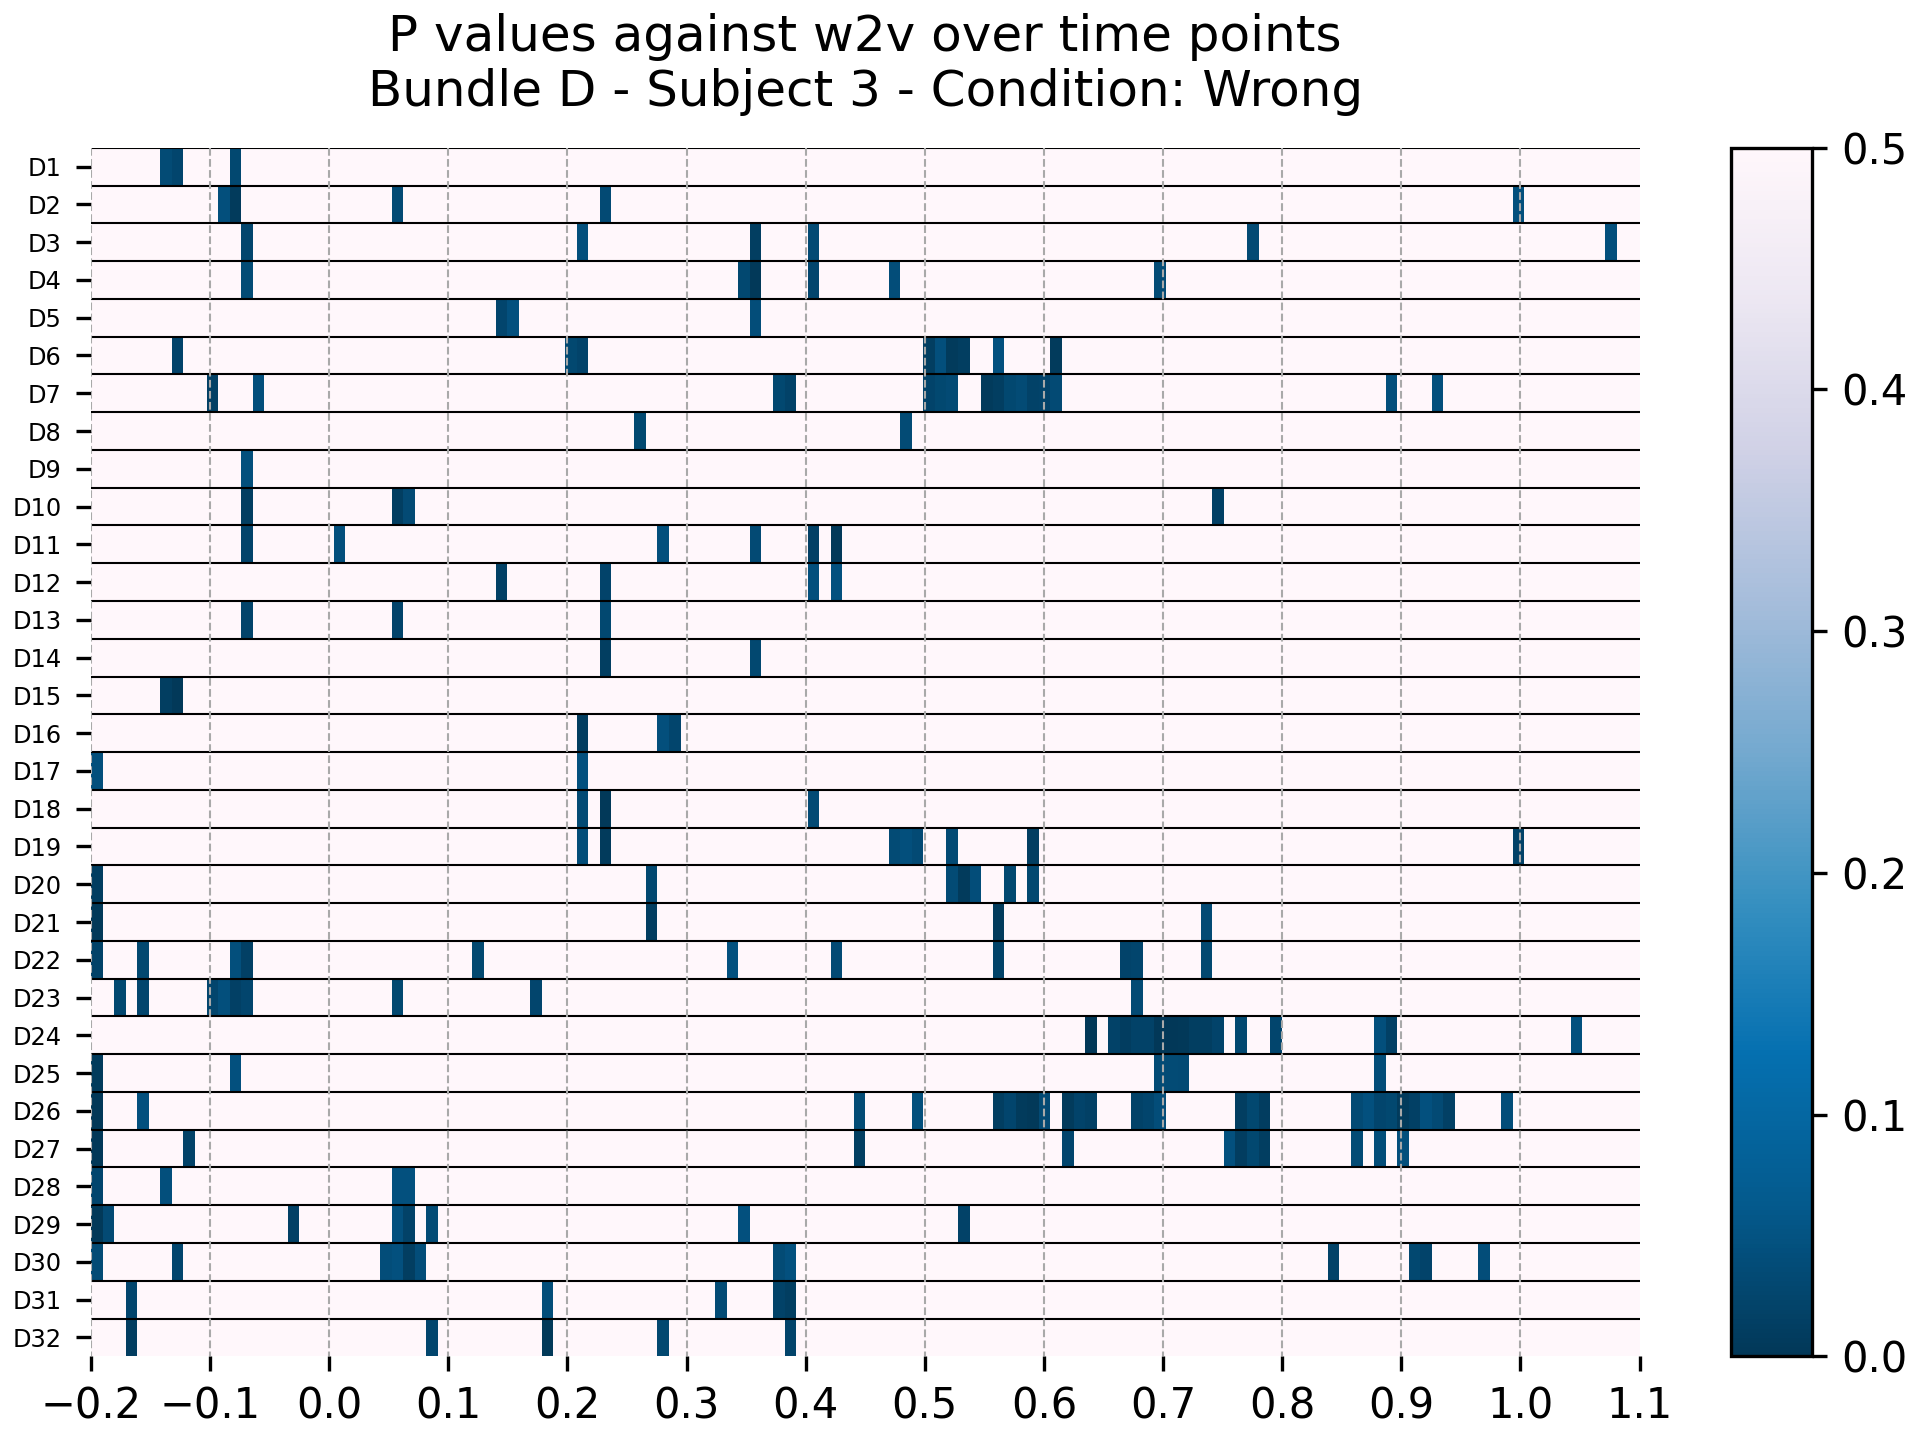 P values against w2v over time points
Bundle D - Subject 3 - Condition: Wrong
D1
D2
D3
D4
D5
D6
D7
D8
D9
D10
D11
D12
D13
D14
D15
D16
D17
D18
D19
D20
D21
D22
D23
D24
D25
D26
D27
D28
D29
D30
D31
D32
−0.2 −0.1 0.0 0.1 0.2 0.3 0.4 0.5 0.6 0.7 0.8 0.9 1.0 1.1
0.5
0.4
0.3
0.2
0.1
0.0